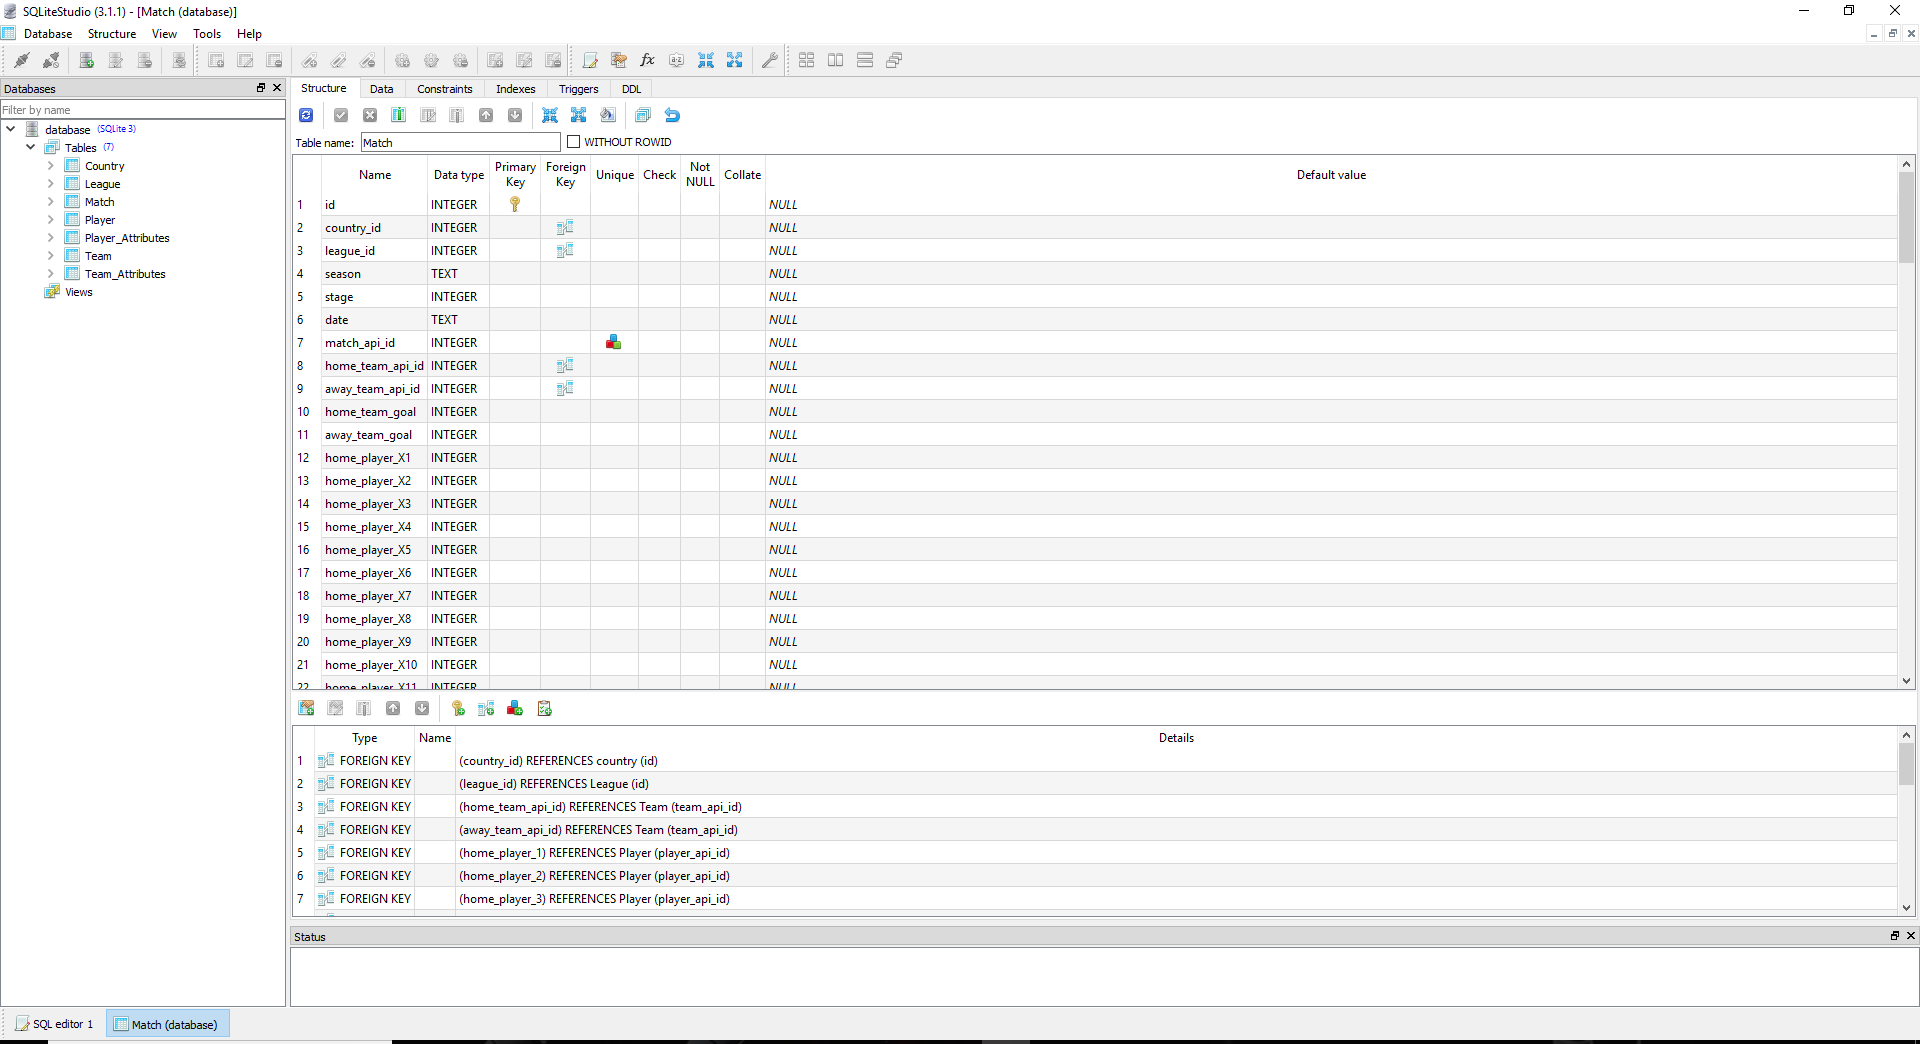 SQLiteStudio (3.1.1) - [Match (database)]
Database Structure View Tools Help
Databases
Filter by name
database (SQLite 3)
Tables (7)
Country
League
Match
Player
Player_Attributes
Team
Team_Attributes
Views
Structure Data Constraints Indexes Triggers DDL
Table name: Match WITHOUT ROWID
Name Data type Primary Key Foreign Key Unique Check Not NULL Collate Default value
1 id INTEGER NULL
2 country_id INTEGER NULL
3 league_id INTEGER NULL
4 season TEXT NULL
5 stage INTEGER NULL
6 date TEXT NULL
7 match_api_id INTEGER NULL
8 home_team_api_id INTEGER NULL
9 away_team_api_id INTEGER NULL
10 home_team_goal INTEGER NULL
11 away_team_goal INTEGER NULL
12 home_player_X1 INTEGER NULL
13 home_player_X2 INTEGER NULL
14 home_player_X3 INTEGER NULL
15 home_player_X4 INTEGER NULL
16 home_player_X5 INTEGER NULL
17 home_player_X6 INTEGER NULL
18 home_player_X7 INTEGER NULL
19 home_player_X8 INTEGER NULL
20 home_player_X9 INTEGER NULL
21 home_player_X10 INTEGER NULL
22 home_player_X11 INTEGER NULL
Type Name Details
1 FOREIGN KEY (country_id) REFERENCES country (id)
2 FOREIGN KEY (league_id) REFERENCES League (id)
3 FOREIGN KEY (home_team_api_id) REFERENCES Team (team_api_id)
4 FOREIGN KEY (away_team_api_id) REFERENCES Team (team_api_id)
5 FOREIGN KEY (home_player_1) REFERENCES Player (player_api_id)
6 FOREIGN KEY (home_player_2) REFERENCES Player (player_api_id)
7 FOREIGN KEY (home_player_3) REFERENCES Player (player_api_id)
Status
SQL editor 1 Match (database)